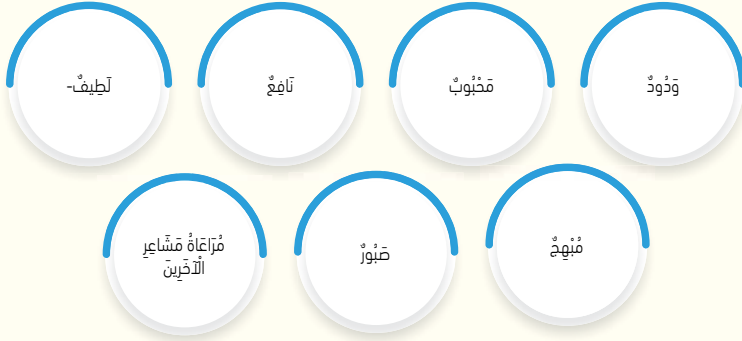 وَدُودٌ
مَحْبُوبٌ
نَافِعٌ
لَطِيفٌ-
مُبْهِجٌ
صَبُورٌ
مُرَاعَاةُ مَشَاعِرِ
الْآخَرِينَ